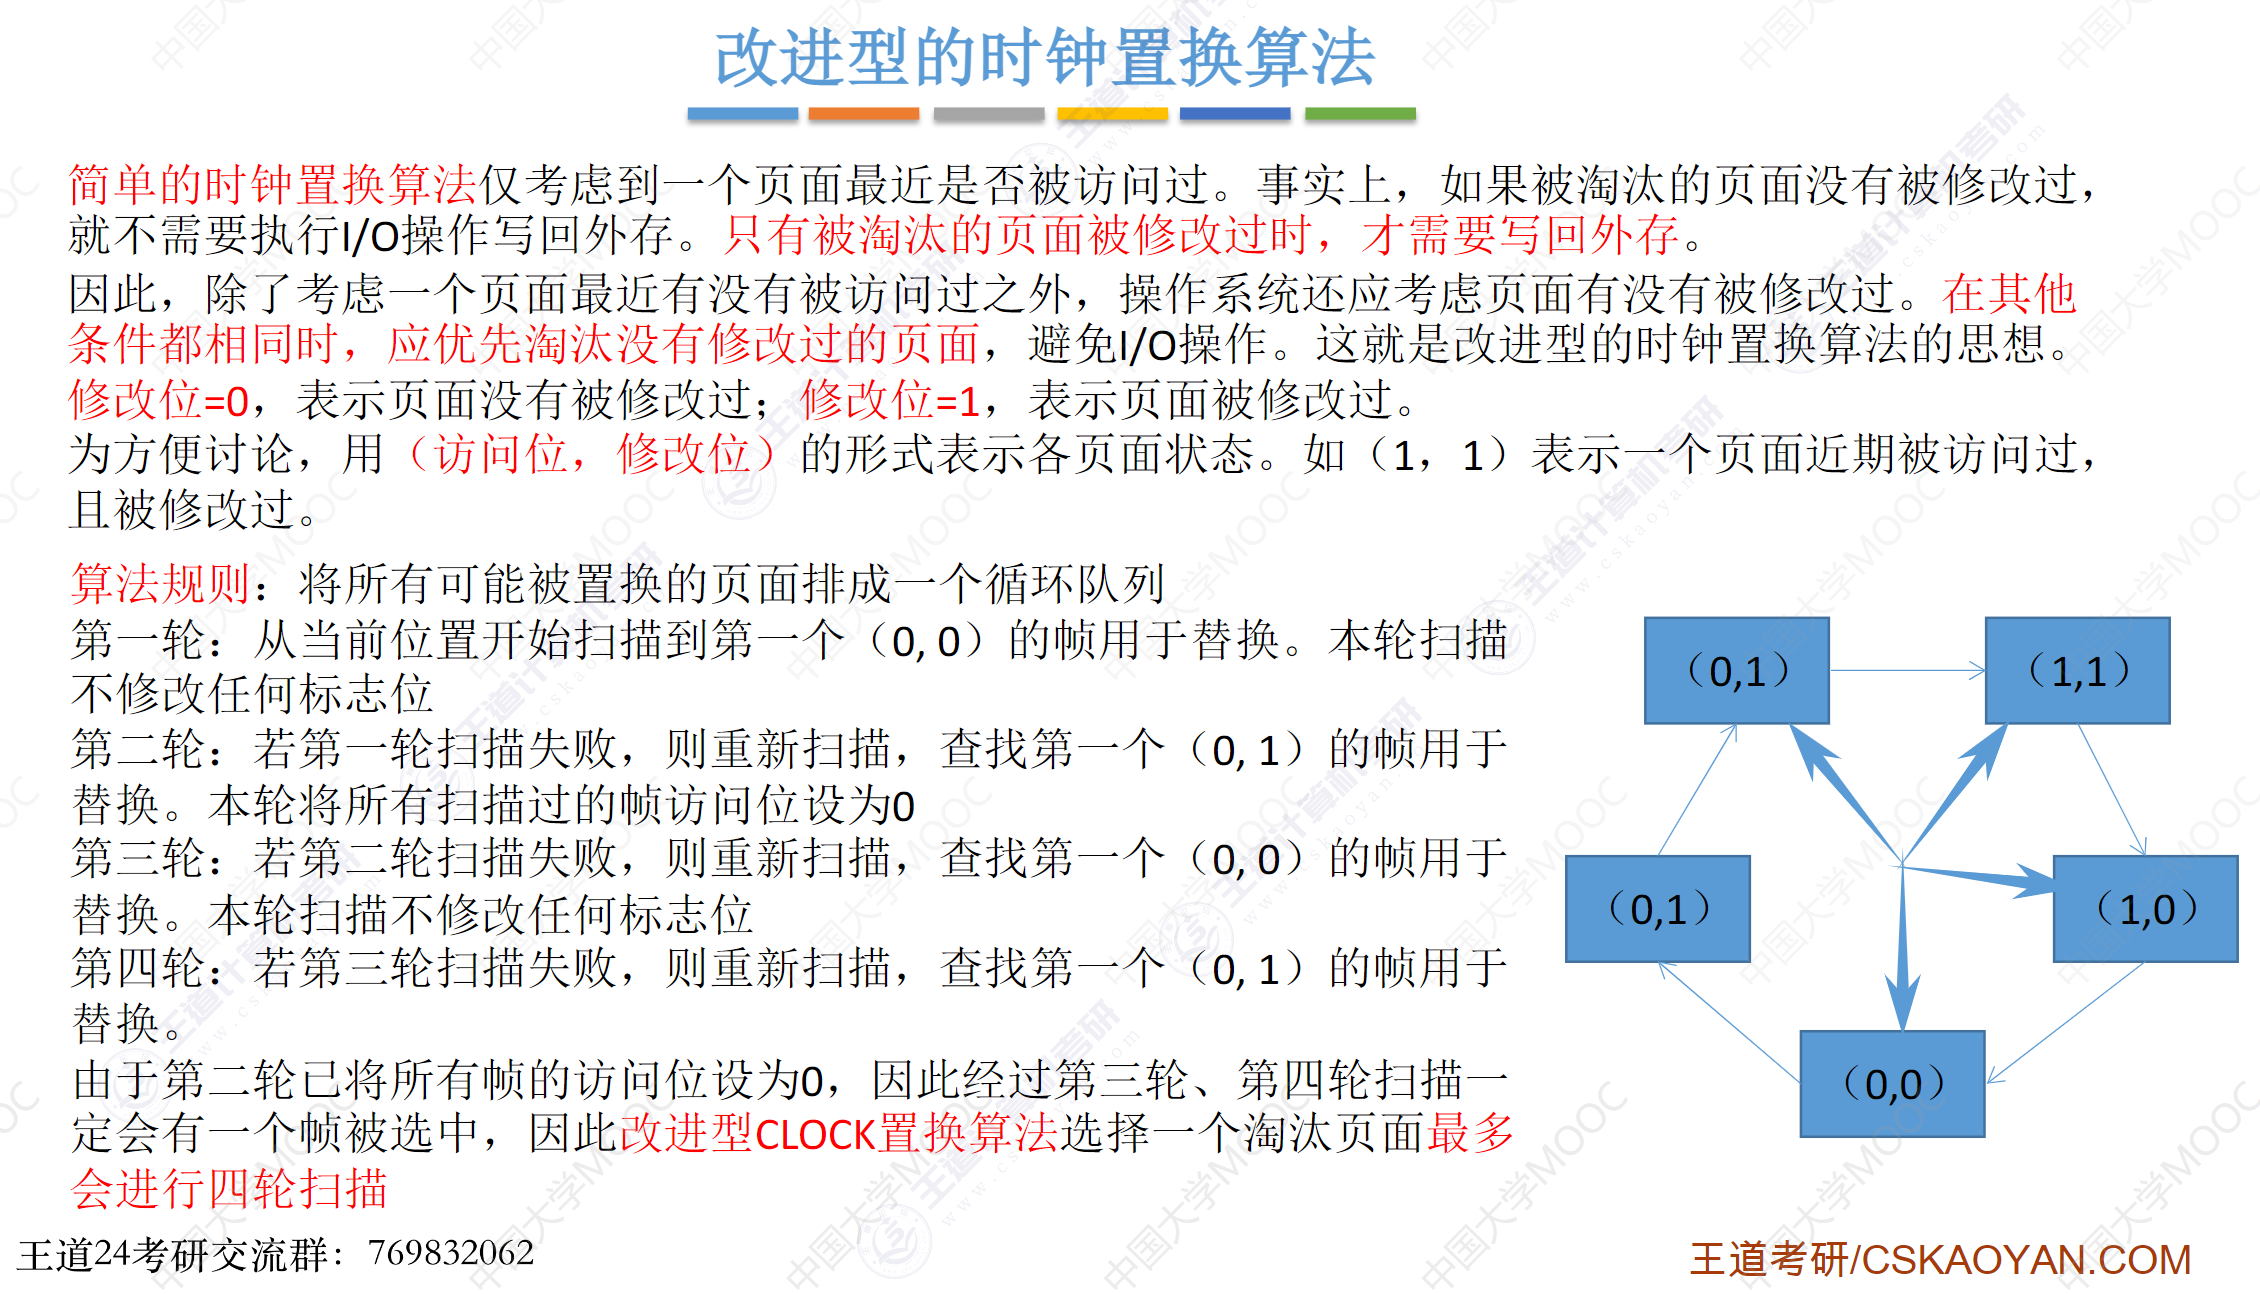 改进型的时钟置换算法
简单的时钟置换算法仅考虑到一个页面最近是否被访问过。事实上，如果被淘汰的页面没有被修改过，
就不需要执行I/O操作写回外存。只有被淘汰的页面被修改过时，才需要写回外存。
因此，除了考虑一个页面最近有没有被访问过之外，操作系统还应考虑页面有没有被修改过。在其他
条件都相同时，应优先淘汰没有修改过的页面，避免I/O操作。这就是改进型的时钟置换算法的思想。
修改位=0，表示页面没有被修改过；修改位=1，表示页面被修改过。
为方便讨论，用（访问位，修改位）的形式表示各页面状态。如（1，1）表示一个页面近期被访问过，
且被修改过。
算法规则：将所有可能被置换的页面排成一个循环队列
第一轮：从当前位置开始扫描到第一个（0, 0）的帧用于替换。本轮扫描
不修改任何标志位
第二轮：若第一轮扫描失败，则重新扫描，查找第一个（0, 1）的帧用于
替换。本轮将所有扫描过的帧访问位设为0
第三轮：若第二轮扫描失败，则重新扫描，查找第一个（0, 0）的帧用于
替换。本轮扫描不修改任何标志位
第四轮：若第三轮扫描失败，则重新扫描，查找第一个（0, 1）的帧用于
替换。
由于第二轮已将所有帧的访问位设为0，因此经过第三轮、第四轮扫描一
定会有一个帧被选中，因此改进型CLOCK置换算法选择一个淘汰页面最多
会进行四轮扫描
（0,1）
（1,1）
（0,1）
（1,0）
（0,0）
王道24考研交流群：769832062
王道考研/CSKAOYAN.COM
中国大学MOOC
王道计算机考研
www.cskaoyan.com